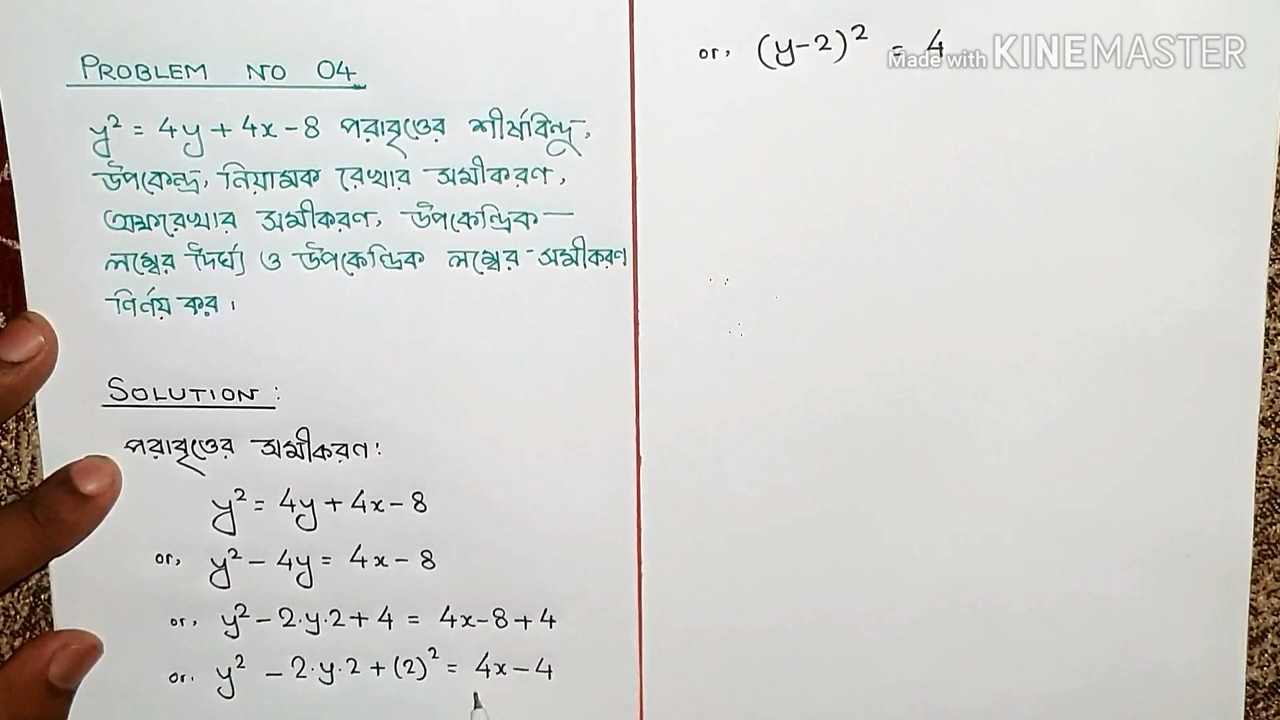 PROBLEM NO 04
y² = 4y + 4x - 8 পরাবৃত্তের শীর্ষবিন্দু,
উপকেন্দ্র, নিয়ামক রেখার সমীকরণ,
অক্ষরেখার সমীকরণ, উপকেন্দ্রিক—
লম্বের দৈর্ঘ্য ও উপকেন্দ্রিক লম্বের সমীকরণ
নির্ণয় কর।
SOLUTION :
পরাবৃত্তের সমীকরণ:
y² = 4y + 4x - 8
or, y² - 4y = 4x - 8
or, y² - 2.y.2 + 4 = 4x - 8 + 4
or, y² - 2.y.2 + (2)² = 4x - 4
or, (y-2)² = 4
Made with KINEMASTER